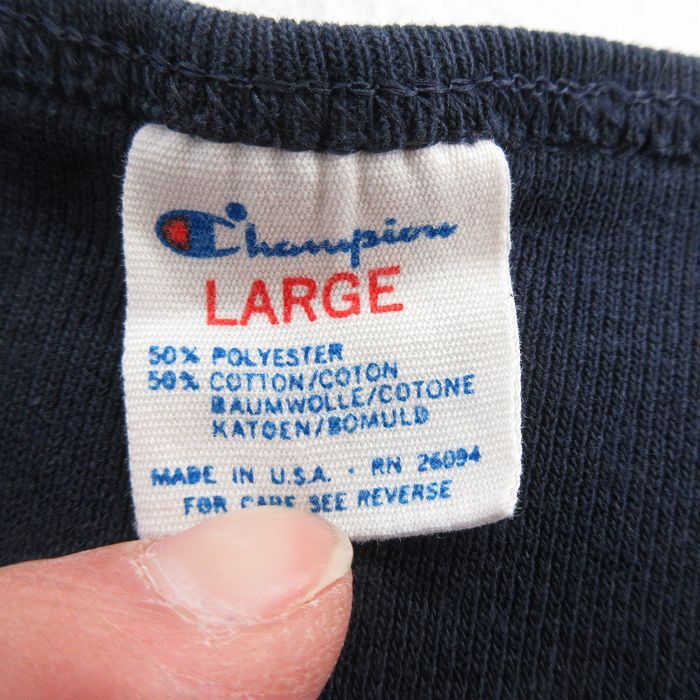 Champion
LARGE
50% POLYESTER
50% COTTON/COTON
BAUMWOLLE/COTONE
KATOEN/BOMULD
MADE IN U.S.A. · RN 26094
FOR CARE SEE REVERSE